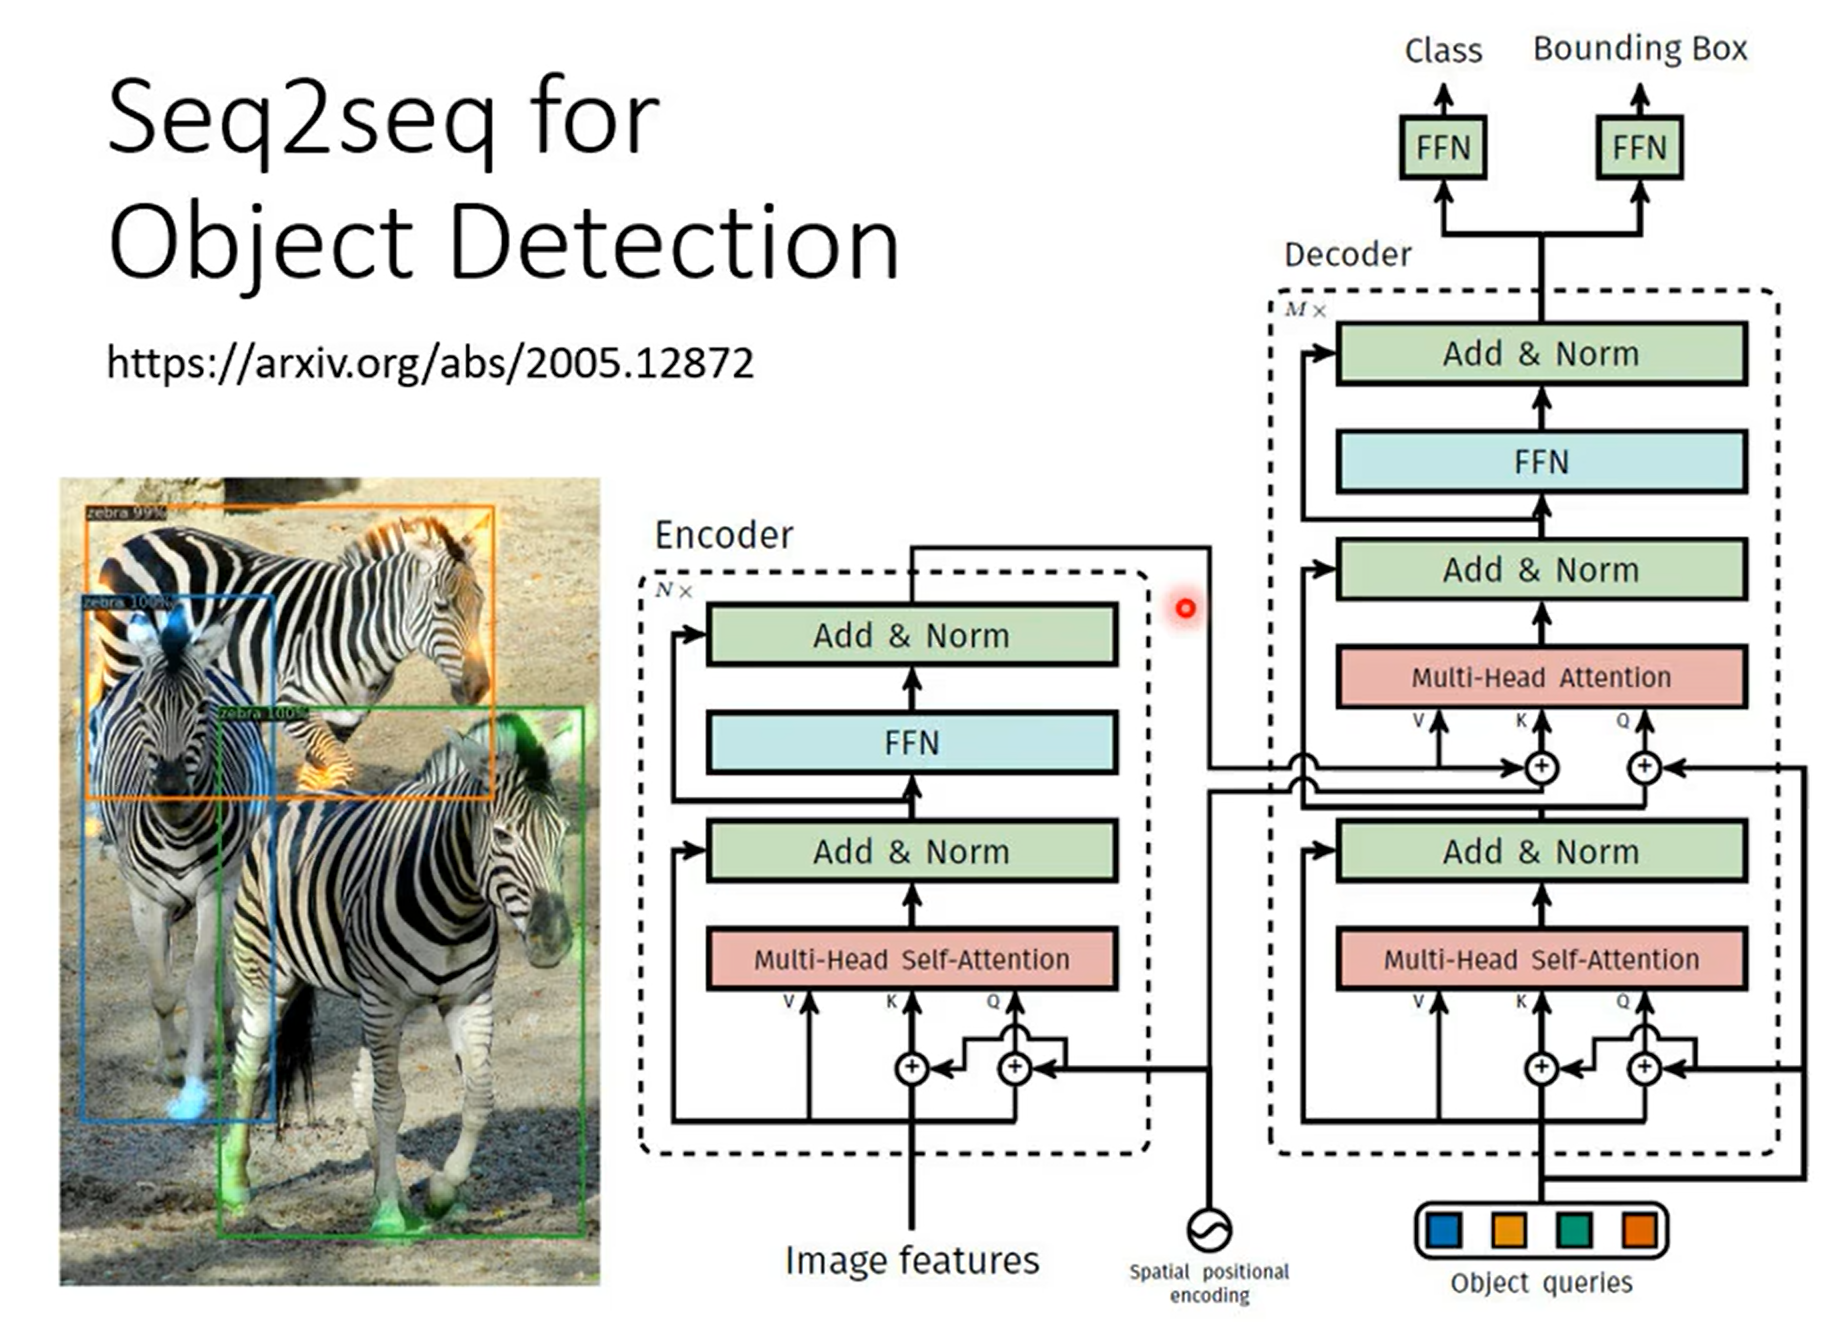 Seq2seq for
Object Detection
https://arxiv.org/abs/2005.12872
zebra 99%
zebra 100%
zebra 100%
Encoder
N×
Add & Norm
FFN
Add & Norm
Multi-Head Self-Attention
V K Q
Image features
Spatial positional
encoding
Class Bounding Box
FFN FFN
Decoder
M×
Add & Norm
FFN
Add & Norm
Multi-Head Attention
V K Q
Add & Norm
Multi-Head Self-Attention
V K Q
Object queries